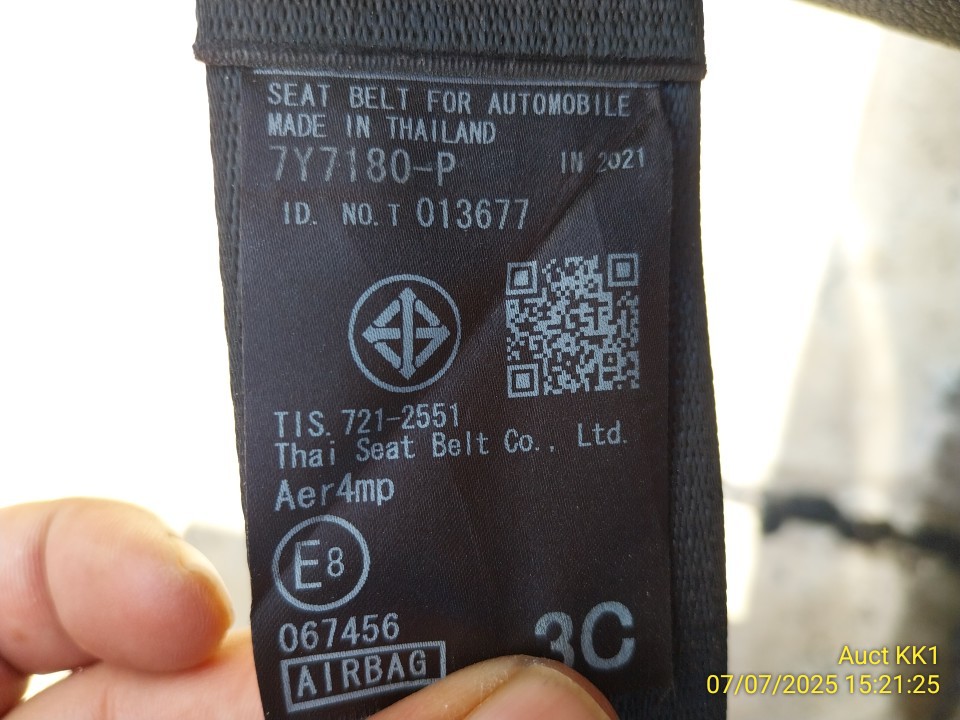 SEAT BELT FOR AUTOMOBILE
MADE IN THAILAND
7Y7180-P IN 2021
ID. NO. T 013677
TIS. 721-2551
Thai Seat Belt Co., Ltd.
Aer4mp
E8
067456
AIRBAG
3C
Auct KK1
07/07/2025 15:21:25